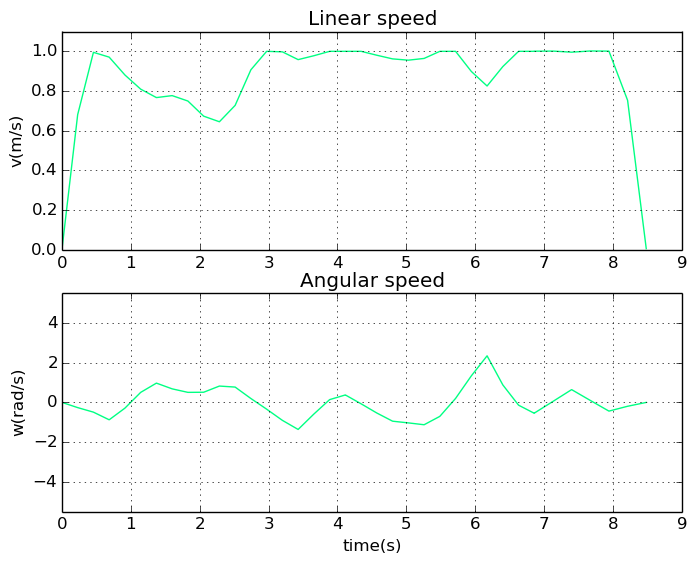 Linear speed
1.0
0.8
0.6
0.4
0.2
0.0
v(m/s)
0 1 2 3 4 5 6 7 8 9
Angular speed
4
2
0
−2
−4
w(rad/s)
0 1 2 3 4 5 6 7 8 9
time(s)